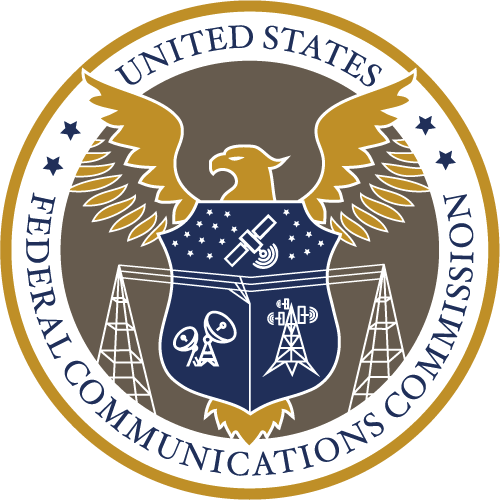 UNITED STATES
FEDERAL COMMUNICATIONS COMMISSION